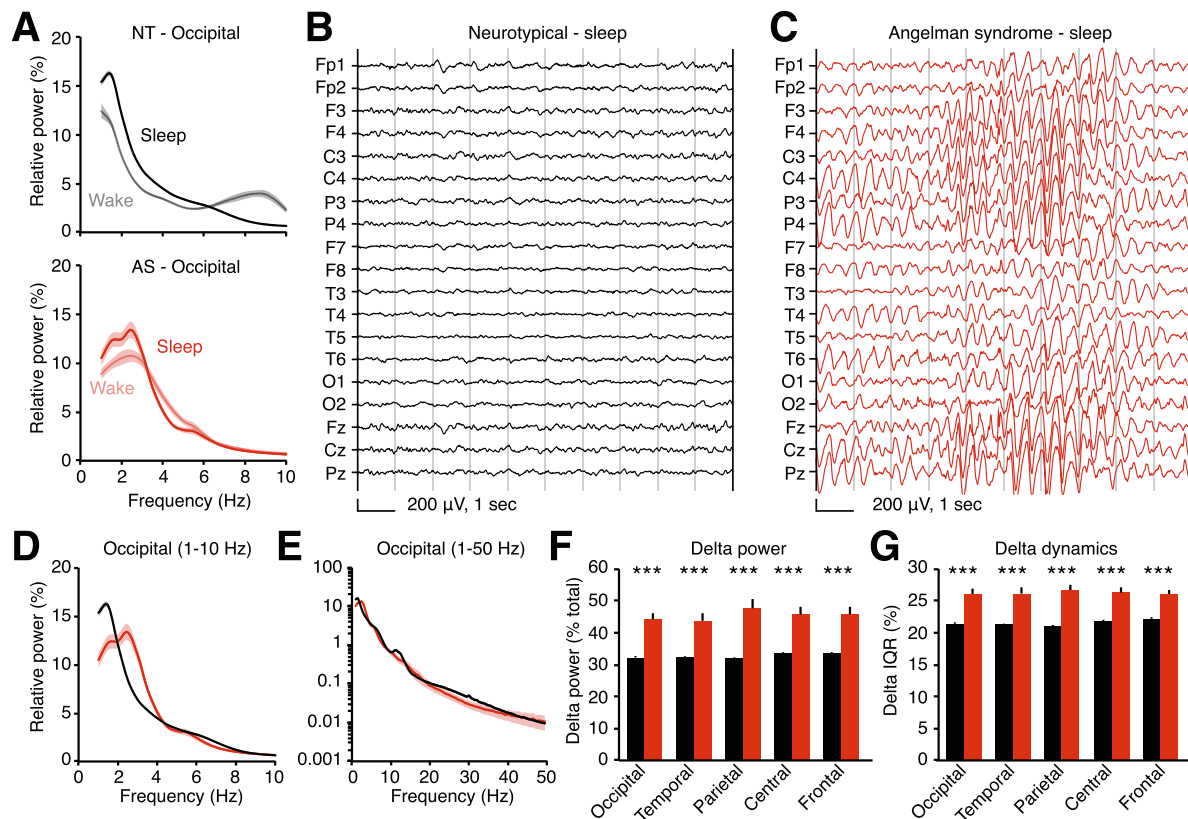 A
NT - Occipital
Relative power (%)
20
15
10
5
0
Sleep
Wake
AS - Occipital
Relative power (%)
20
15
10
5
0
Sleep
Wake
0 2 4 6 8 10
Frequency (Hz)
B
Neurotypical - sleep
Fp1
Fp2
F3
F4
C3
C4
P3
P4
F7
F8
T3
T4
T5
T6
O1
O2
Fz
Cz
Pz
200 µV, 1 sec
C
Angelman syndrome - sleep
Fp1
Fp2
F3
F4
C3
C4
P3
P4
F7
F8
T3
T4
T5
T6
O1
O2
Fz
Cz
Pz
200 µV, 1 sec
D
Occipital (1-10 Hz)
Relative power (%)
20
15
10
5
0
0 2 4 6 8 10
Frequency (Hz)
E
Occipital (1-50 Hz)
100
10
1
0.1
0.01
0.001
0 10 20 30 40 50
Frequency (Hz)
F
Delta power
Delta power (% total)
60
50
40
30
20
10
0
*** *** *** *** ***
Occipital Temporal Parietal Central Frontal
G
Delta dynamics
Delta IQR (%)
30
25
20
15
10
5
0
*** *** *** *** ***
Occipital Temporal Parietal Central Frontal